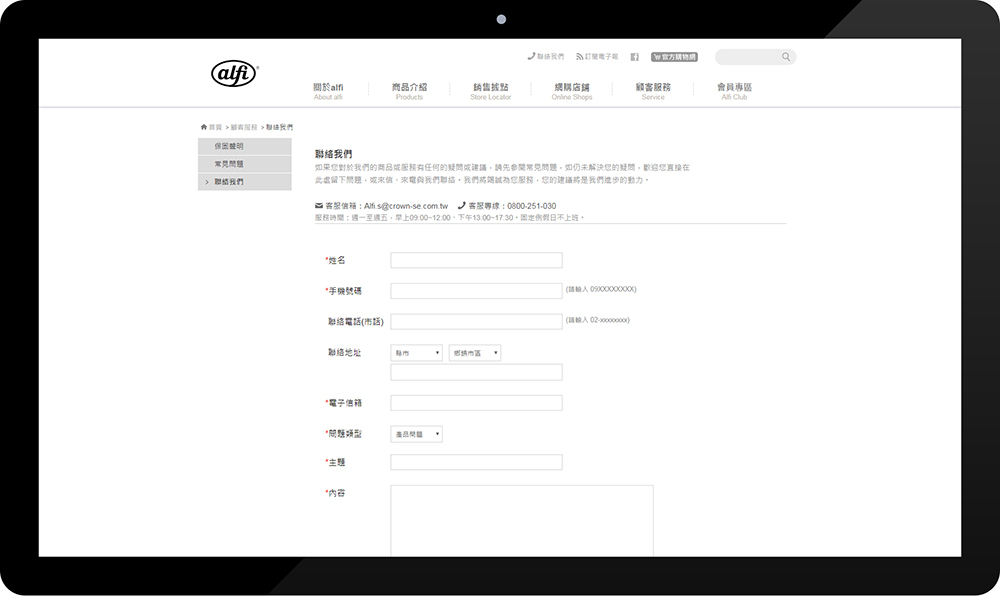 聯絡我們 訂閱電子報 官方購物網
alfi
關於alfi 商品介紹 銷售據點 網購店鋪 顧客服務 會員專區
About alfi Products Store Locator Online Shops Service Alfi Club
首頁 > 顧客服務 > 聯絡我們
保固聲明
常見問題
> 聯絡我們
聯絡我們
如果您對於我們的商品或服務有任何的疑問或建議，請先參閱常見問題，如仍未解決您的疑問，歡迎您直接在
此處留下問題，或來信、來電與我們聯絡。我們將竭誠為您服務，您的建議將是我們進步的動力。
客服信箱：Alfi.s@crown-se.com.tw 客服專線：0800-251-030
服務時間：週一至週五，早上09:00~12:00、下午13:00~17:30。固定例假日不上班。
*姓名
*手機號碼 (請輸入 09XXXXXXXX)
聯絡電話(市話) (請輸入 02-xxxxxxxx)
聯絡地址 縣市 鄉鎮市區
*電子信箱
*問題類型 產品問題
*主題
*內容